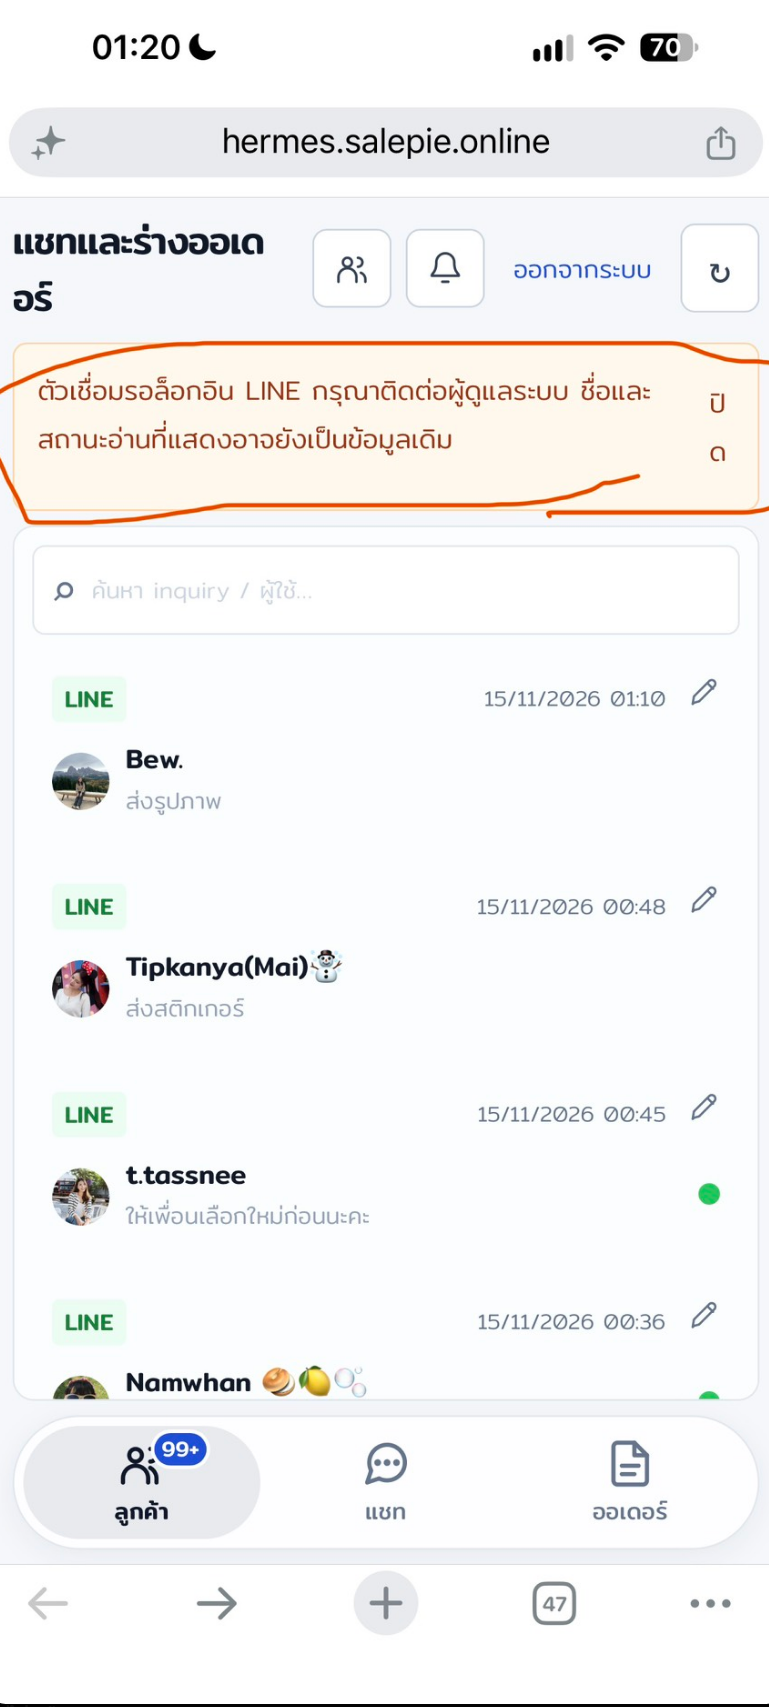 01:20
70
hermes.salepie.online
แชทและร่างออเด
อร์
ออกจากระบบ
ตัวเชื่อมรอล็อกอิน LINE กรุณาติดต่อผู้ดูแลระบบ ชื่อและ
สถานะอ่านที่แสดงอาจยังเป็นข้อมูลเดิม
ปิ
ด
ค้นหา inquiry / ผู้ใช้...
LINE
15/11/2026 01:10
Bew.
ส่งรูปภาพ
LINE
15/11/2026 00:48
Tipkanya(Mai)☃️
ส่งสติกเกอร์
LINE
15/11/2026 00:45
t.tassnee
ให้เพื่อนเลือกใหม่ก่อนนะคะ
LINE
15/11/2026 00:36
Namwhan 🥯🍋🫧
99+
ลูกค้า
แชท
ออเดอร์
47